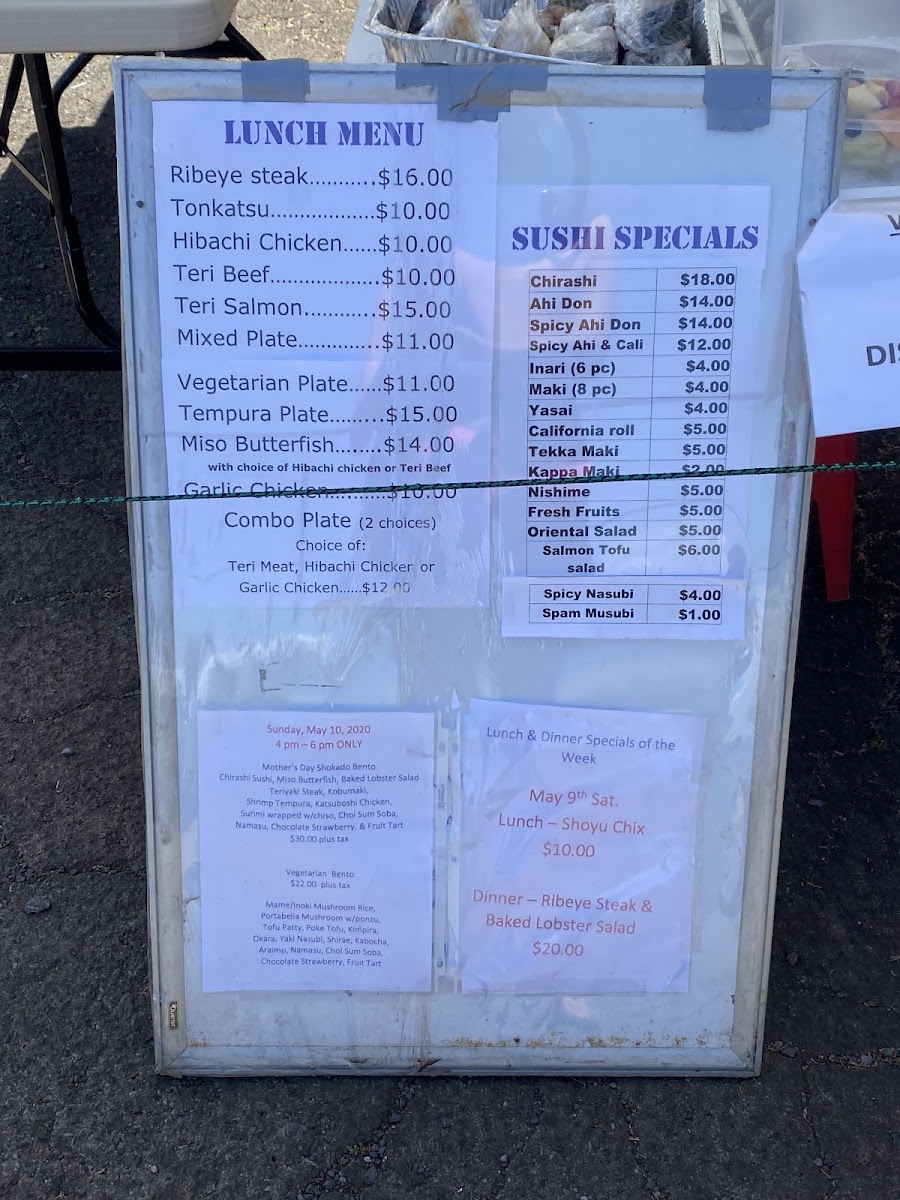 LUNCH MENU
Ribeye steak...........$16.00
Tonkatsu..................$10.00
Hibachi Chicken......$10.00
Teri Beef...................$10.00
Teri Salmon............$15.00
Mixed Plate.............$11.00
Vegetarian Plate......$11.00
Tempura Plate.........$15.00
Miso Butterfish........$14.00
with choice of Hibachi chicken or Teri Beef
Garlic Chicken..........$10.00
Combo Plate (2 choices)
Choice of:
Teri Meat, Hibachi Chicken or
Garlic Chicken......$12.00
SUSHI SPECIALS
Chirashi $18.00
Ahi Don $14.00
Spicy Ahi Don $14.00
Spicy Ahi & Cali $12.00
Inari (6 pc) $4.00
Maki (8 pc) $4.00
Yasai $4.00
California roll $5.00
Tekka Maki $5.00
Kappa Maki $2.00
Nishime $5.00
Fresh Fruits $5.00
Oriental Salad $5.00
Salmon Tofu $6.00
salad
Spicy Nasubi $4.00
Spam Musubi $1.00
Sunday, May 10, 2020
4 pm – 6 pm ONLY
Mother's Day Shokado Bento
Chirashi Sushi, Miso Butterfish, Baked Lobster Salad
Teriyaki Steak, Kobumaki,
Shrimp Tempura, Katsuboshi Chicken,
Surimi wrapped w/chiso, Choi Sum Soba,
Namasu, Chocolate Strawberry, & Fruit Tart
$30.00 plus tax
Vegetarian Bento
$22.00 plus tax
Mame/Inoki Mushroom Rice,
Portabella Mushroom w/ponzu,
Tofu Patty, Poke Tofu, Kimpira,
Okara, Yaki Nasubi, Shirae, Kabocha,
Araimo, Namasu, Choi Sum Soba,
Chocolate Strawberry, Fruit Tart
Lunch & Dinner Specials of the
Week
May 9th Sat.
Lunch – Shoyu Chix
$10.00
Dinner – Ribeye Steak &
Baked Lobster Salad
$20.00
Quartet
DIS